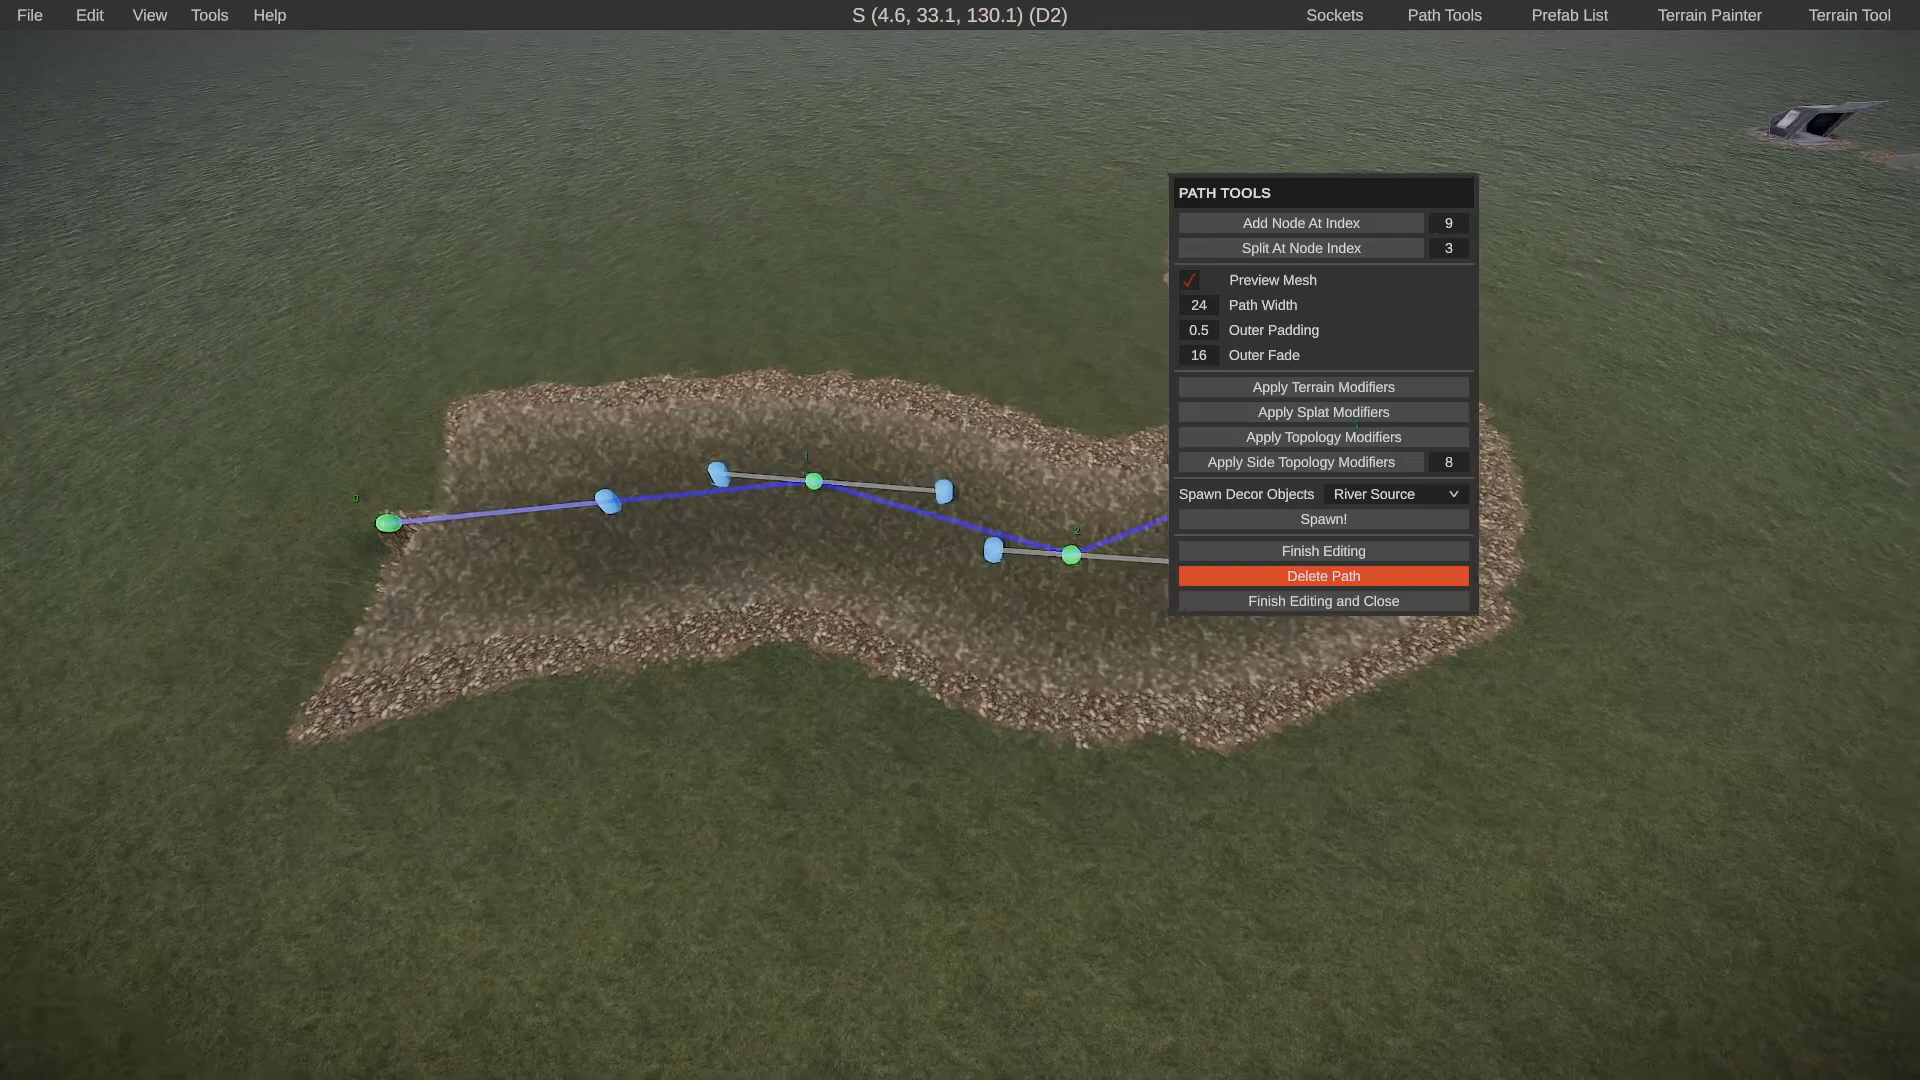 File Edit View Tools Help S (4.6, 33.1, 130.1) (D2) Sockets Path Tools Prefab List Terrain Painter Terrain Tool
PATH TOOLS
Add Node At Index 9
Split At Node Index 3
Preview Mesh
24 Path Width
0.5 Outer Padding
16 Outer Fade
Apply Terrain Modifiers
Apply Splat Modifiers
Apply Topology Modifiers
Apply Side Topology Modifiers 8
Spawn Decor Objects River Source
Spawn!
Finish Editing
Delete Path
Finish Editing and Close
1
0
2